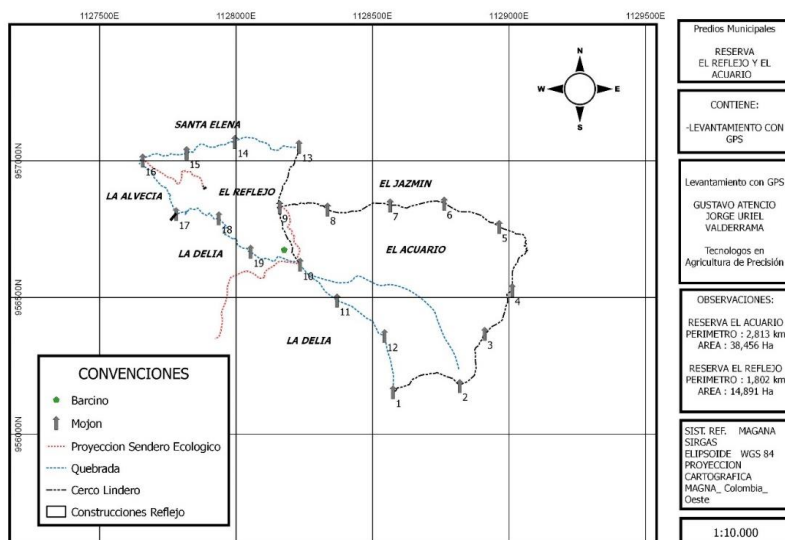 1127500E
1128000E
1128500E
1129000E
1129500E
957000N
956500N
956000N
N
W
E
S
SANTA ELENA
16
15
14
13
LA ALVECIA
EL REFLEJO
EL JAZMIN
17
18
9
8
7
6
5
LA DELIA
19
10
EL ACUARIO
4
11
LA DELIA
12
3
1
2
CONVENCIONES
Barcino
Mojon
Proyeccion Sendero Ecologico
Quebrada
Cerco Lindero
Construcciones Reflejo
Predios Municipales
RESERVA
EL REFLEJO Y EL
ACUARIO
CONTIENE:
-LEVANTAMIENTO CON
GPS
Levantamiento con GPS
GUSTAVO ATENCIO
JORGE URIEL
VALDERRAMA
Tecnologos en
Agricultura de Precisión
OBSERVACIONES:
RESERVA EL ACUARIO
PERIMETRO : 2,813 km
AREA : 38,456 Ha
RESERVA EL REFLEJO
PERIMETRO : 1,802 km
AREA : 14,891 Ha
SIST. REF. MAGANA
SIRGAS
ELIPSOIDE WGS 84
PROYECCION
CARTOGRAFICA
MAGNA_ Colombia_
Oeste
1:10.000